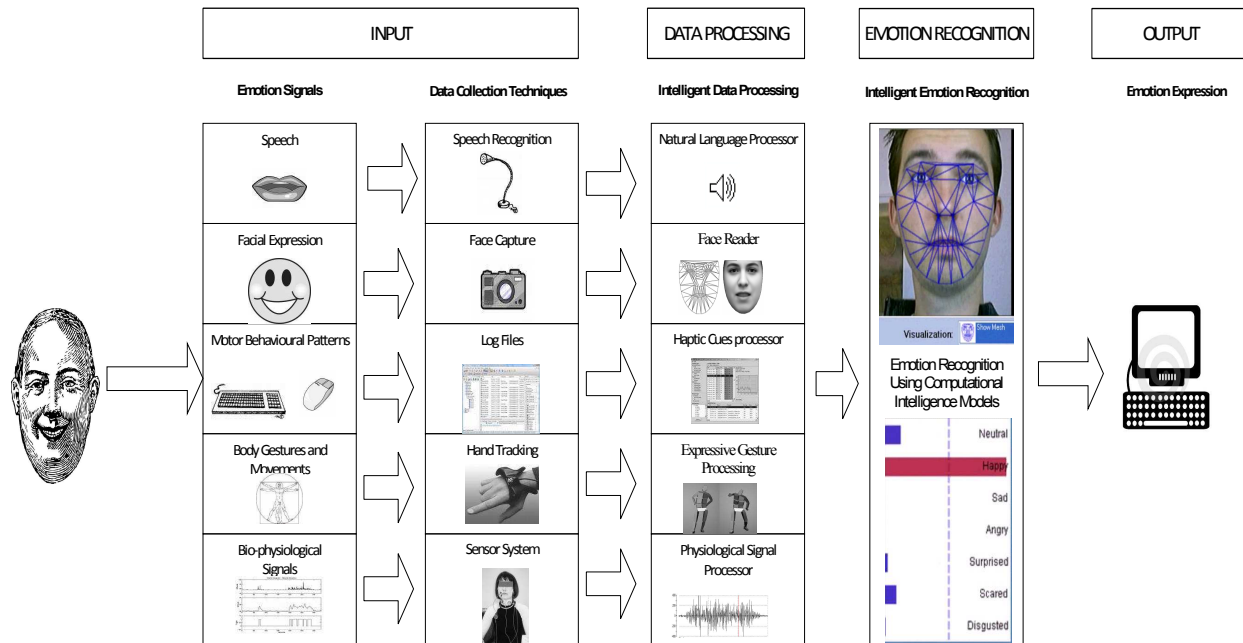 INPUT
DATA PROCESSING
EMOTION RECOGNITION
OUTPUT
Emotion Signals
Data Collection Techniques
Intelligent Data Processing
Intelligent Emotion Recognition
Emotion Expression
Speech
Speech Recognition
Natural Language Processor
Facial Expression
Face Capture
Face Reader
Motor Behavioural Patterns
Log Files
Haptic Cues processor
Body Gestures and
Movements
Hand Tracking
Expressive Gesture
Processing
Bio-physiological
Signals
Sensor System
Physiological Signal
Processor
Visualization:
Show Mech
Emotion Recognition
Using Computational
Intelligence Models
Neutral
Happy
Sad
Angry
Surprised
Scared
Disgusted